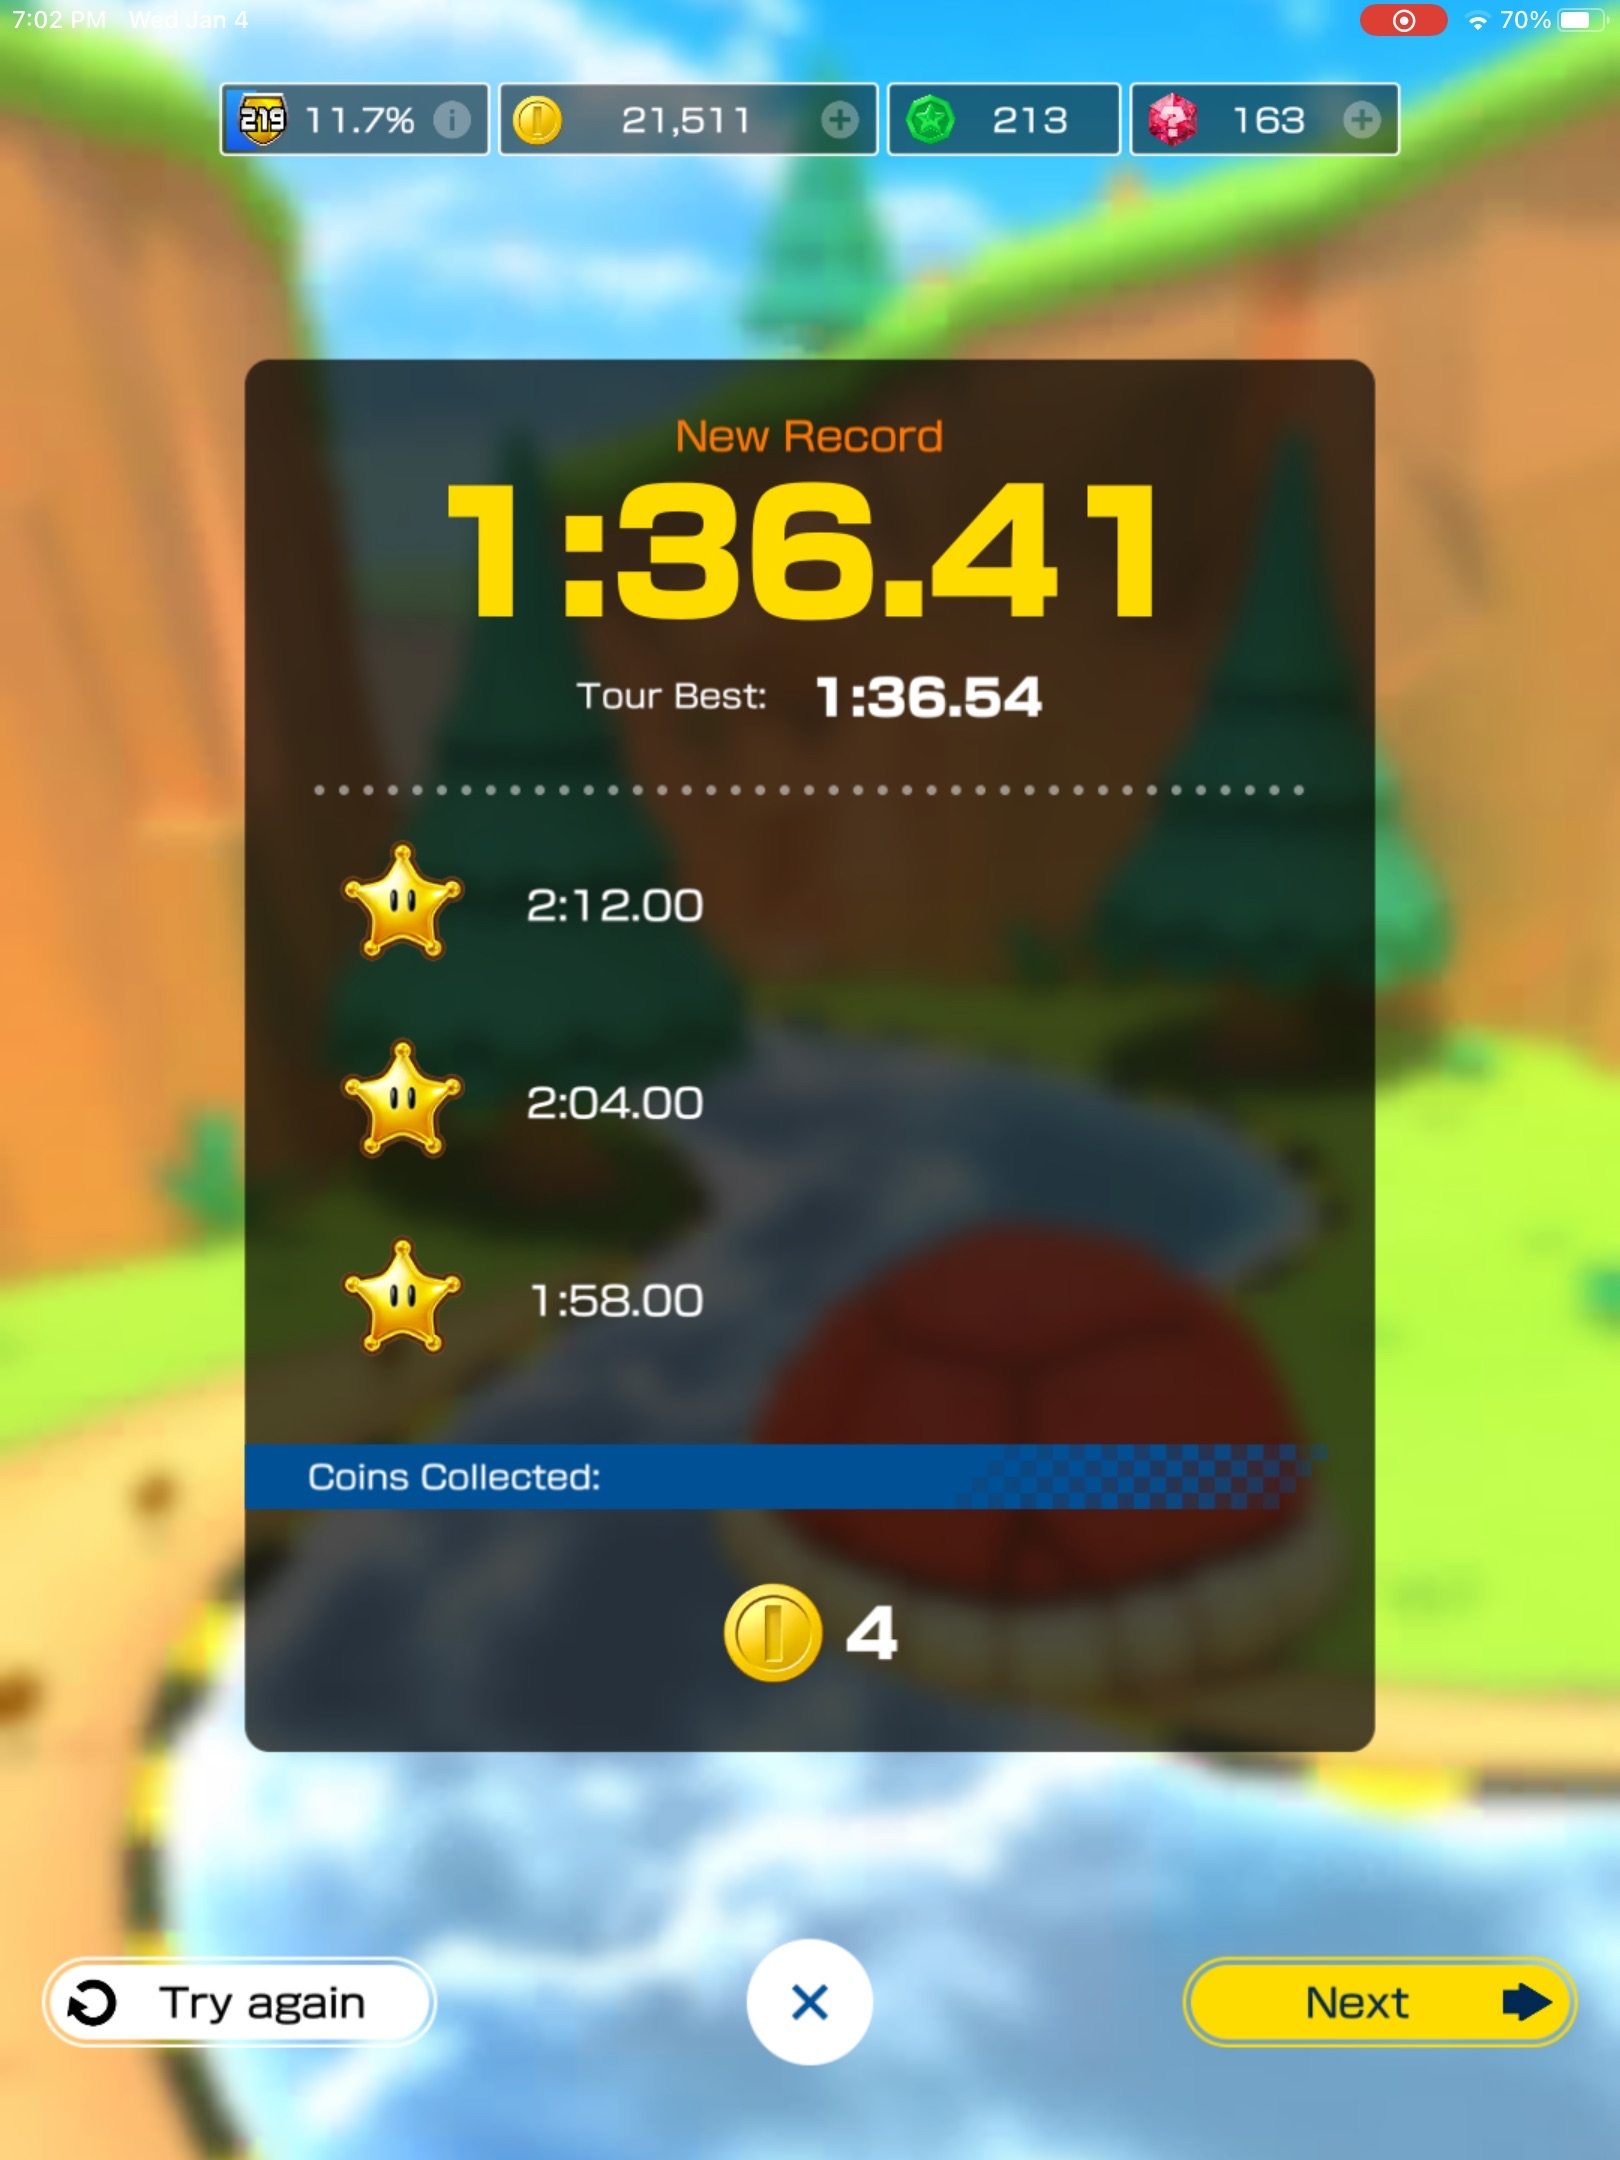 7:02 PM Wed Jan 4 70%
219 11.7% 21,511 213 163
New Record
1:36.41
Tour Best: 1:36.54
2:12.00
2:04.00
1:58.00
Coins Collected:
4
Try again Next